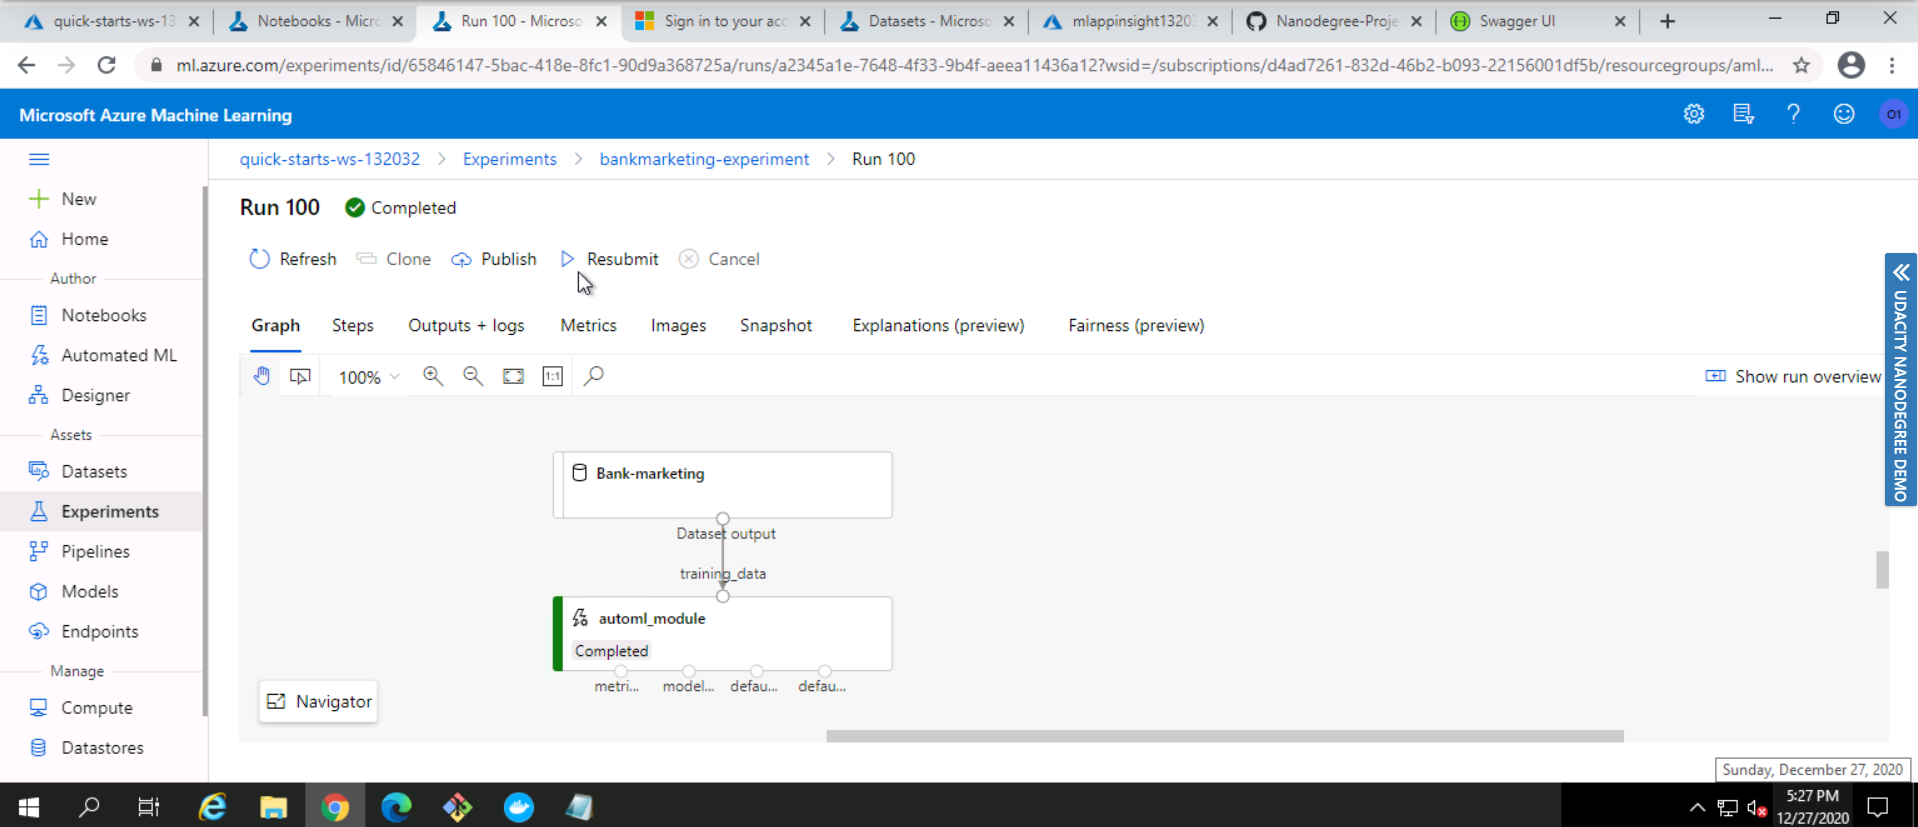 quick-starts-ws-13
Notebooks - Micro
Run 100 - Microso
Sign in to your acc
Datasets - Microso
mlappinsight13203
Nanodegree-Proje
Swagger UI
ml.azure.com/experiments/id/65846147-5bac-418e-8fc1-90d9a368725a/runs/a2345a1e-7648-4f33-9b4f-aeea11436a12?wsid=/subscriptions/d4ad7261-832d-46b2-b093-22156001df5b/resourcegroups/aml...
Microsoft Azure Machine Learning
O1
quick-starts-ws-132032 > Experiments > bankmarketing-experiment > Run 100
New
Home
Author
Notebooks
Automated ML
Designer
Assets
Datasets
Experiments
Pipelines
Models
Endpoints
Manage
Compute
Datastores
Run 100 Completed
Refresh Clone Publish Resubmit Cancel
Graph Steps Outputs + logs Metrics Images Snapshot Explanations (preview) Fairness (preview)
100% 1:1 Show run overview
UDACITY NANODEGREE DEMO
Bank-marketing
Dataset output
training_data
automl_module
Completed
metri... model... defau... defau...
Navigator
Sunday, December 27, 2020
5:27 PM
12/27/2020